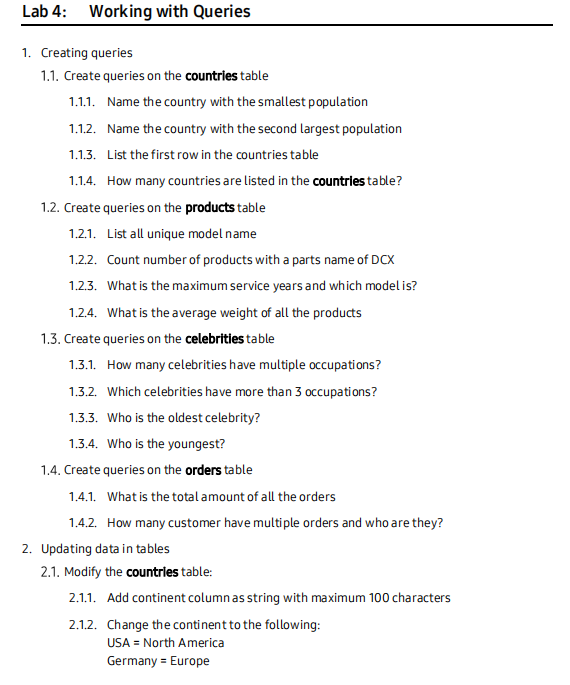 Lab 4: Working with Queries
1. Creating queries
1.1. Create queries on the countries table
1.1.1. Name the country with the smallest population
1.1.2. Name the country with the second largest population
1.1.3. List the first row in the countries table
1.1.4. How many countries are listed in the countries table?
1.2. Create queries on the products table
1.2.1. List all unique model name
1.2.2. Count number of products with a parts name of DCX
1.2.3. What is the maximum service years and which model is?
1.2.4. What is the average weight of all the products
1.3. Create queries on the celebrities table
1.3.1. How many celebrities have multiple occupations?
1.3.2. Which celebrities have more than 3 occupations?
1.3.3. Who is the oldest celebrity?
1.3.4. Who is the youngest?
1.4. Create queries on the orders table
1.4.1. What is the total amount of all the orders
1.4.2. How many customer have multiple orders and who are they?
2. Updating data in tables
2.1. Modify the countries table:
2.1.1. Add continent column as string with maximum 100 characters
2.1.2. Change the continent to the following:
USA = North America
Germany = Europe